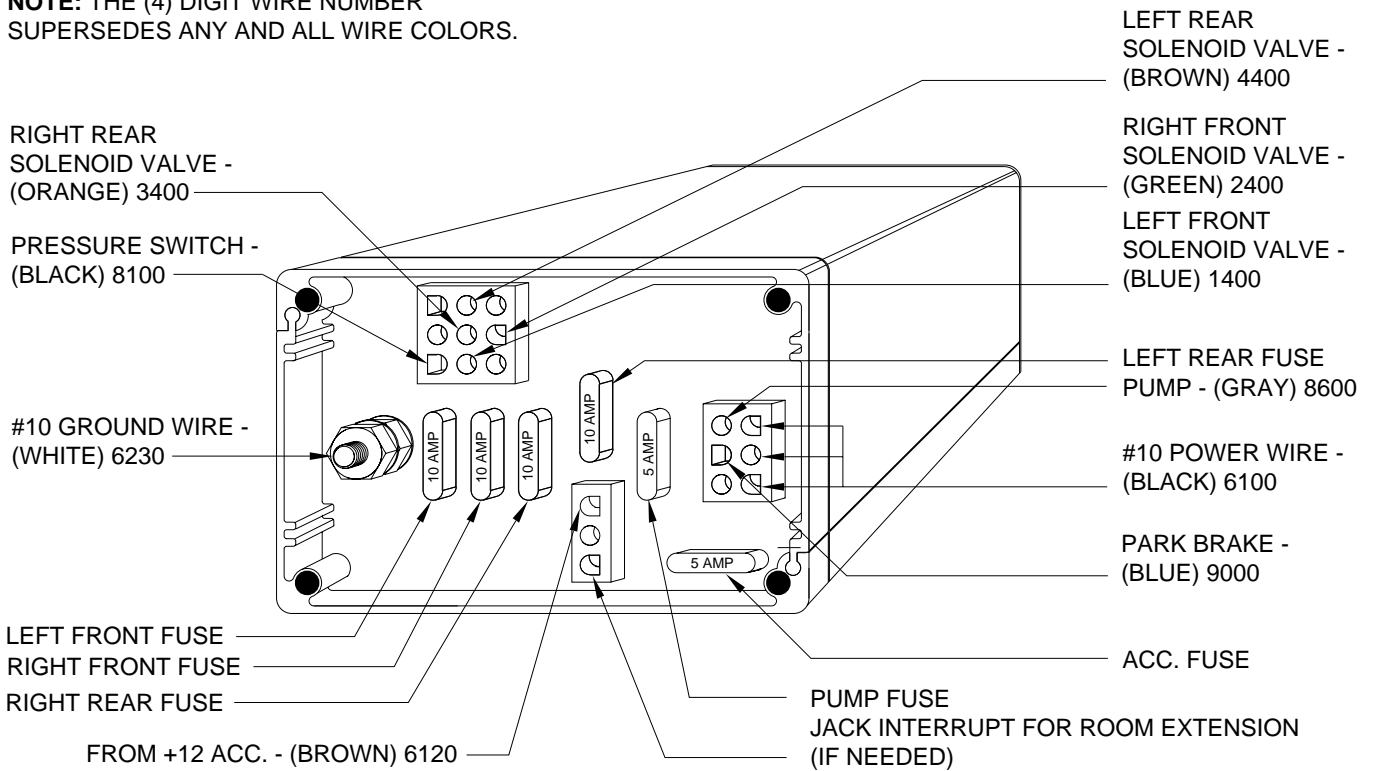 NOTE: THE (4) DIGIT WIRE NUMBER
SUPERSEDES ANY AND ALL WIRE COLORS.
LEFT REAR
SOLENOID VALVE -
(BROWN) 4400
RIGHT REAR
SOLENOID VALVE -
(ORANGE) 3400
RIGHT FRONT
SOLENOID VALVE -
(GREEN) 2400
PRESSURE SWITCH -
(BLACK) 8100
LEFT FRONT
SOLENOID VALVE -
(BLUE) 1400
LEFT REAR FUSE
PUMP - (GRAY) 8600
#10 GROUND WIRE -
(WHITE) 6230
10 AMP
10 AMP
10 AMP
10 AMP
5 AMP
#10 POWER WIRE -
(BLACK) 6100
5 AMP
PARK BRAKE -
(BLUE) 9000
LEFT FRONT FUSE
RIGHT FRONT FUSE
RIGHT REAR FUSE
FROM +12 ACC. - (BROWN) 6120
ACC. FUSE
PUMP FUSE
JACK INTERRUPT FOR ROOM EXTENSION
(IF NEEDED)